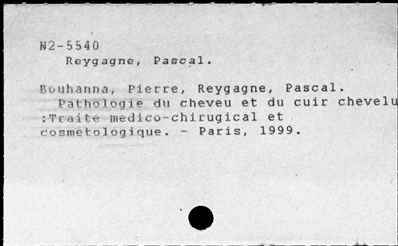 N2-5540
Reygagne, Pascal.
Bouhanna, Pierre, Reygagne, Pascal.
Pathologie du cheveu et du cuir chevelu
:Traite medico-chirugical et
cosmetologique. - Paris, 1999.